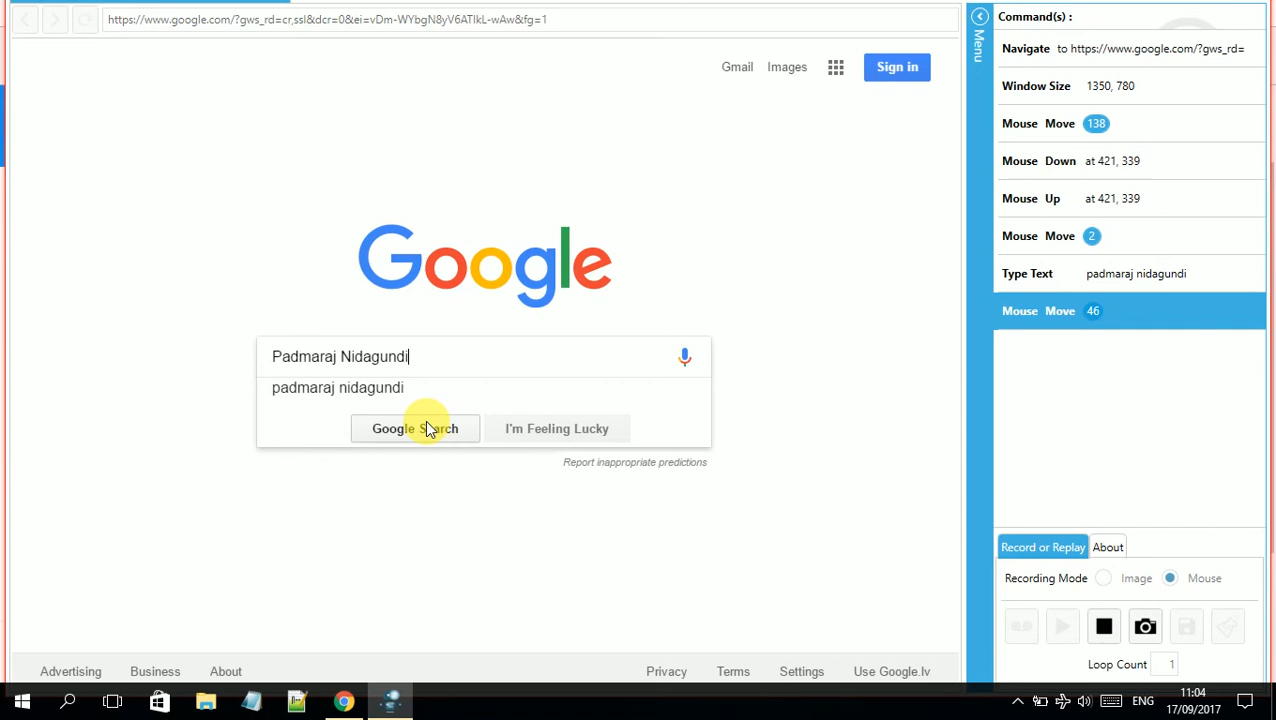 https://www.google.com/?gws_rd=cr,ssl&dcr=0&ei=vDm-WYbgN8yV6ATIkL-wAw&fg=1
Gmail Images Sign in
Google
Padmaraj Nidagundi
padmaraj nidagundi
Google Search I'm Feeling Lucky
Report inappropriate predictions
Advertising Business About Privacy Terms Settings Use Google.lv
Menu
Command(s) :
Navigate to https://www.google.com/?gws_rd=
Window Size 1350, 780
Mouse Move 138
Mouse Down at 421, 339
Mouse Up at 421, 339
Mouse Move 2
Type Text padmaraj nidagundi
Mouse Move 46
Record or Replay About
Recording Mode Image Mouse
Loop Count 1
ENG 11:04
17/09/2017